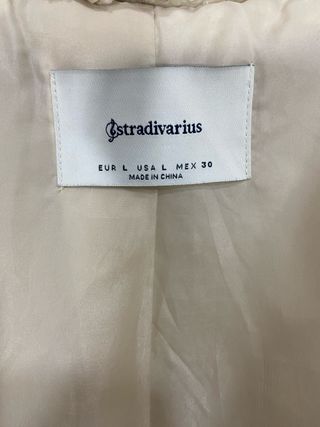 stradivarius
EUR L USA L MEX 30
MADE IN CHINA